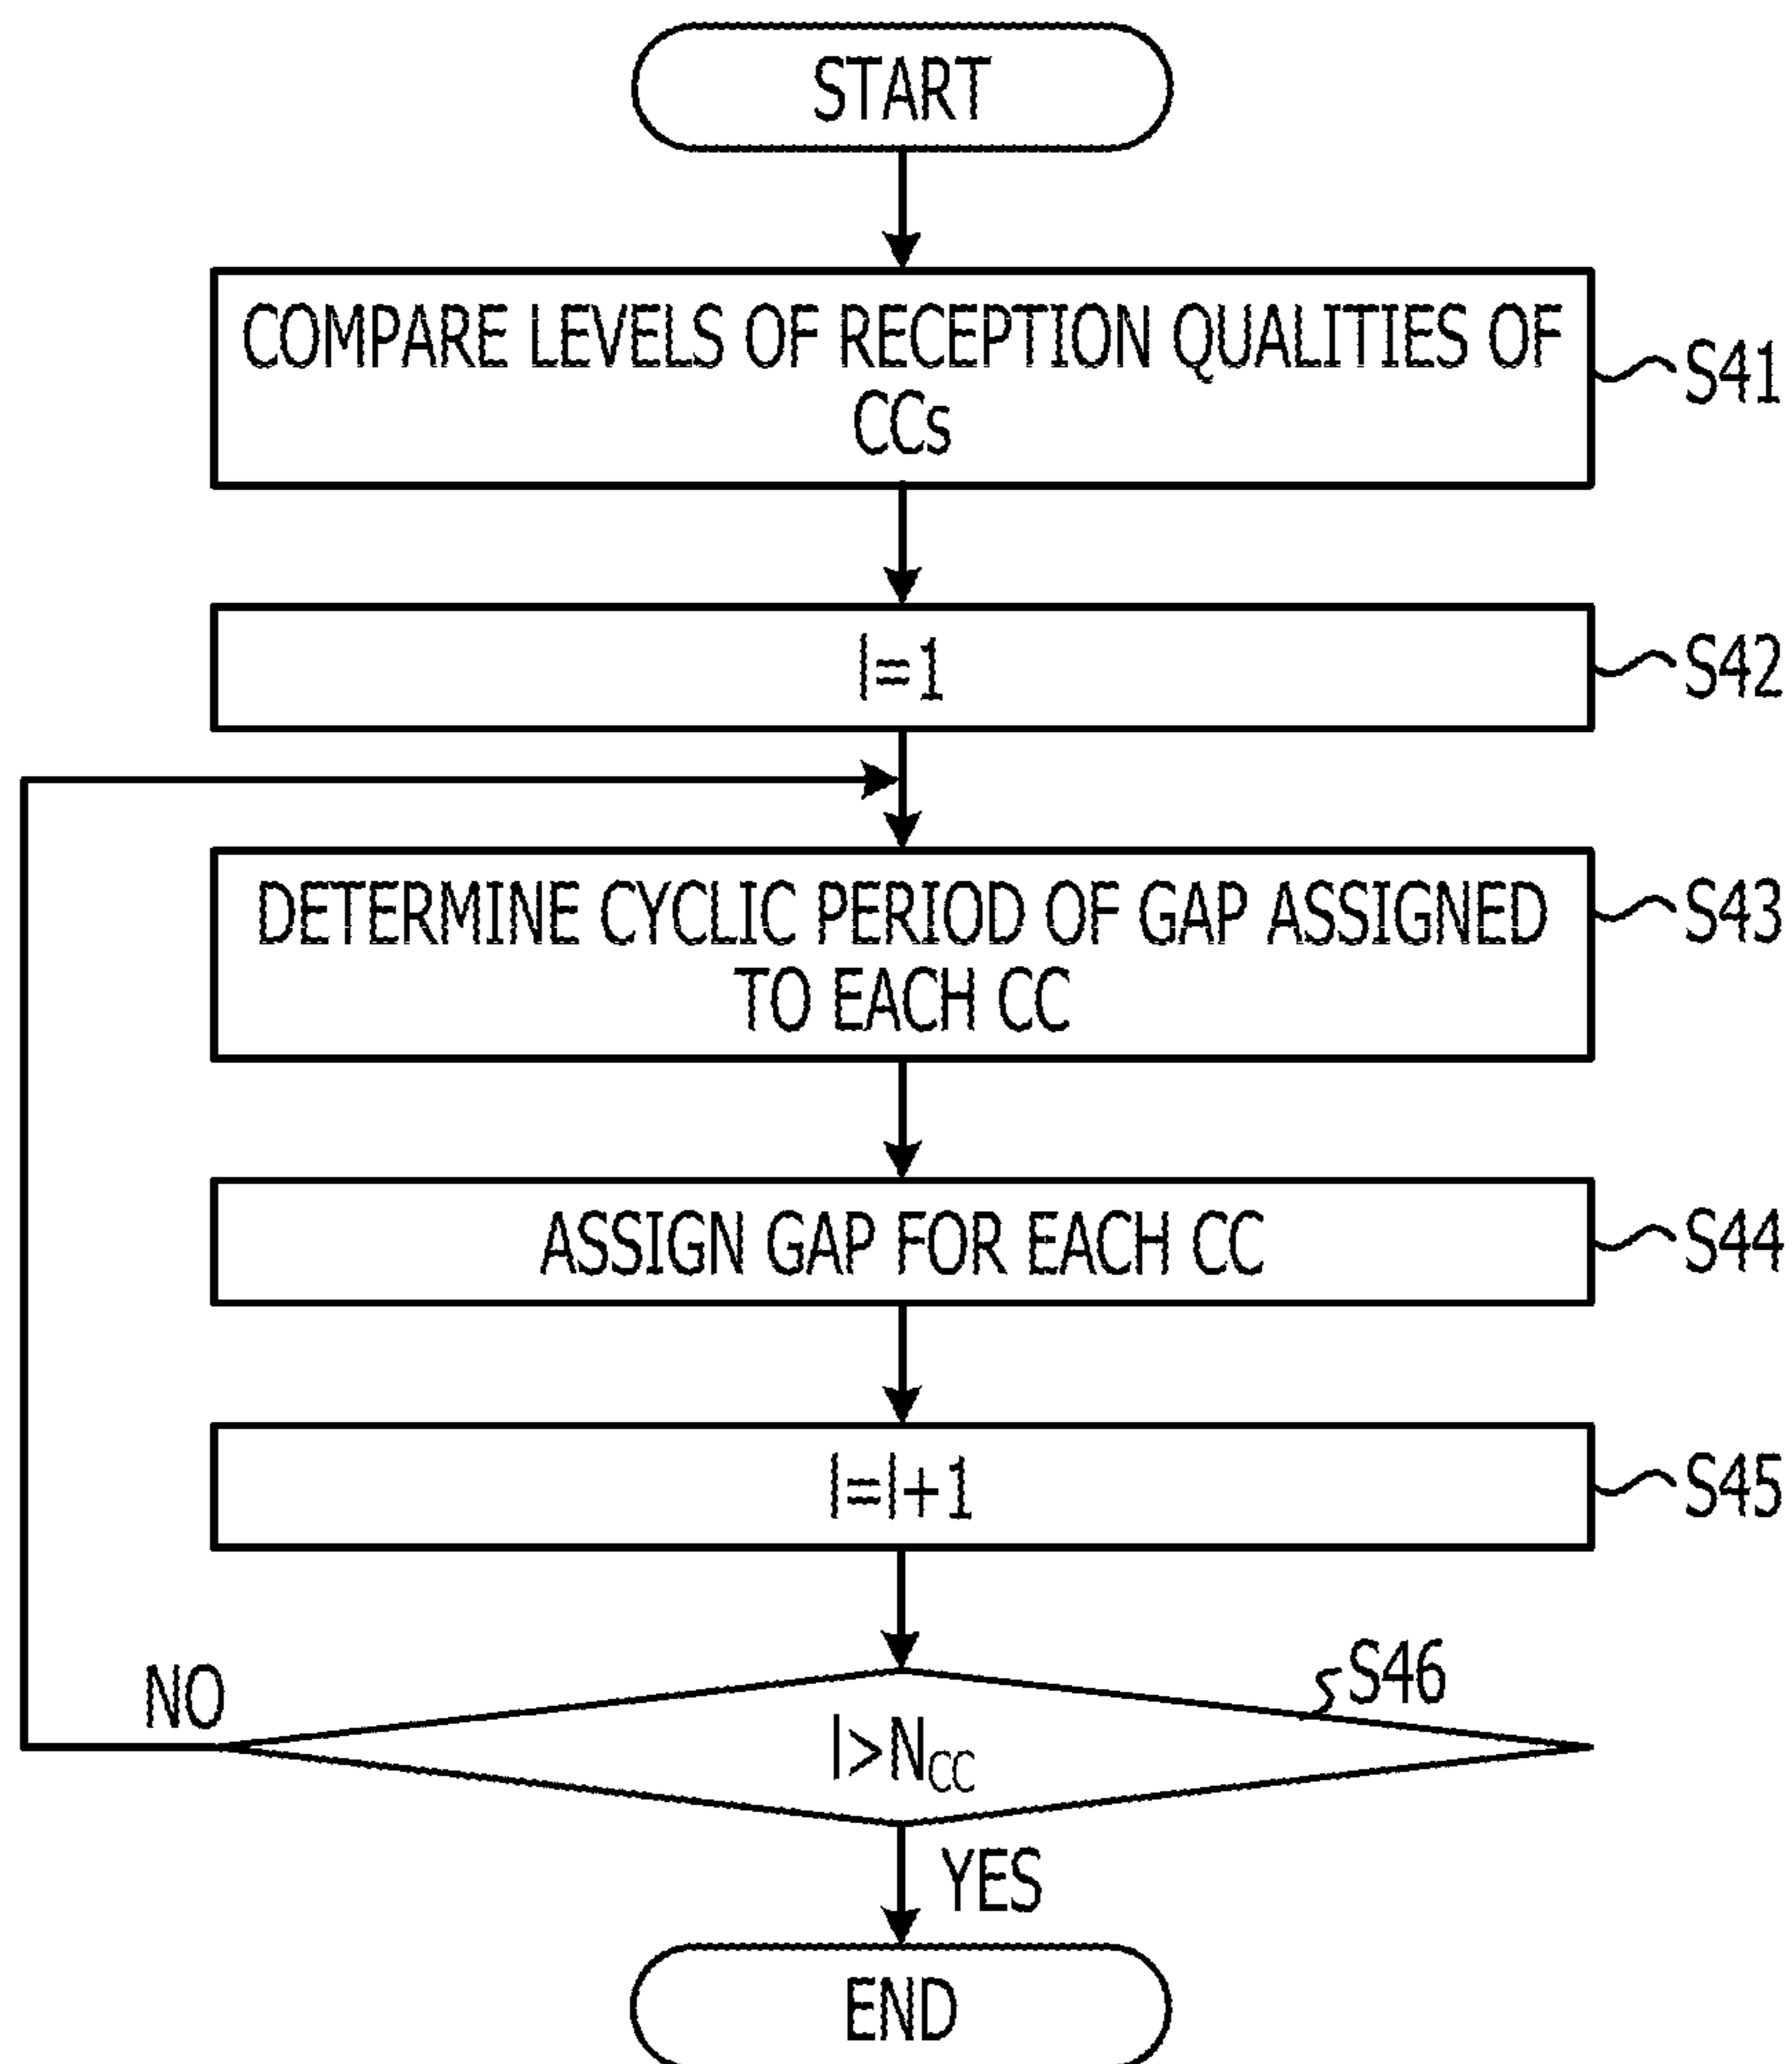 START
COMPARE LEVELS OF RECEPTION QUALITIES OF
CCs
S41
I=1
S42
DETERMINE CYCLIC PERIOD OF GAP ASSIGNED
TO EACH CC
S43
ASSIGN GAP FOR EACH CC
S44
I=I+1
S45
S46
NO
I>NCC
YES
END